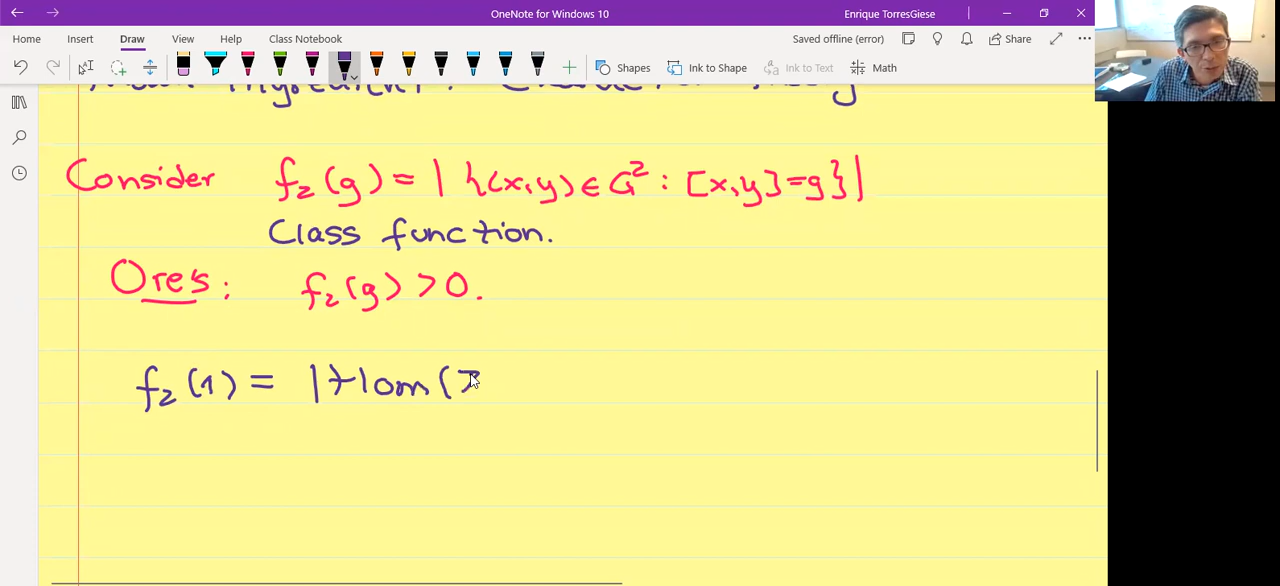 OneNote for Windows 10
Enrique TorresGiese
Home Insert Draw View Help Class Notebook
Saved offline (error)
Share
Shapes
Ink to Shape
Ink to Text
Math
Consider f₂(g) = | {(x,y) ∈ G² : [x,y] = g} |
Class function.
Ore's : f₂(g) > 0.
f₂(1) = | Hom (Z